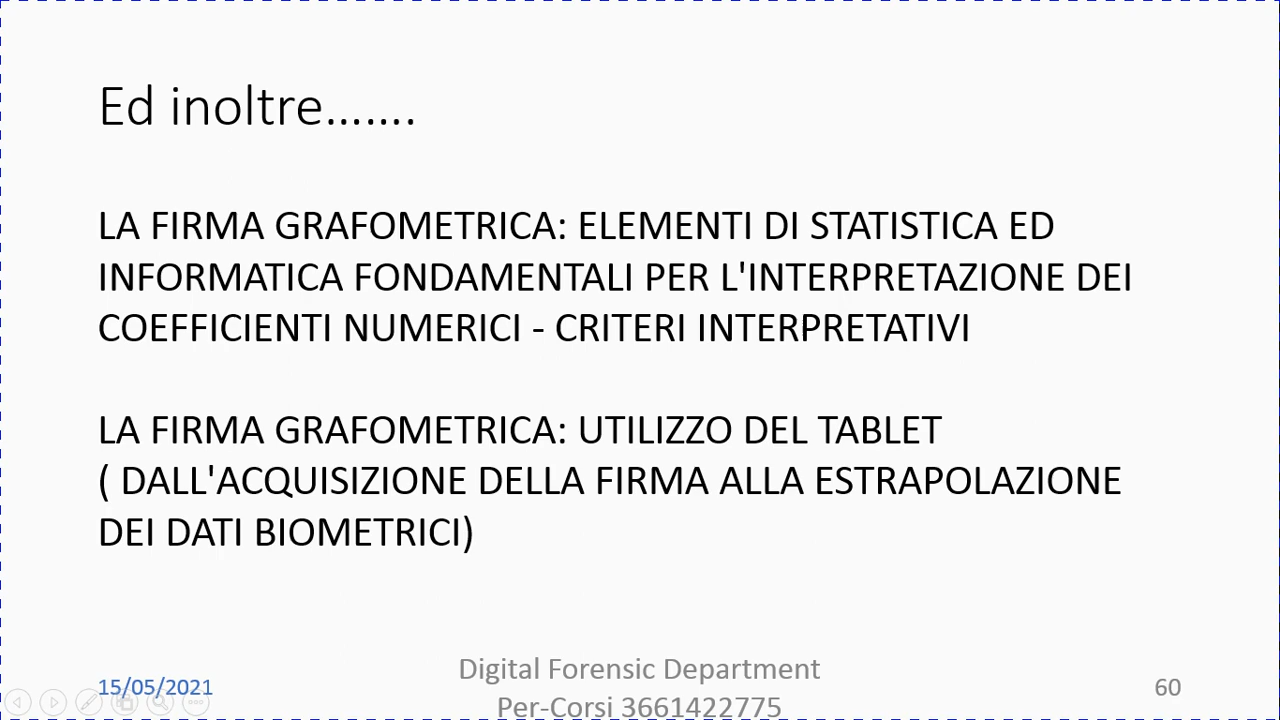 Ed inoltre…….
LA FIRMA GRAFOMETRICA: ELEMENTI DI STATISTICA ED
INFORMATICA FONDAMENTALI PER L'INTERPRETAZIONE DEI
COEFFICIENTI NUMERICI - CRITERI INTERPRETATIVI
LA FIRMA GRAFOMETRICA: UTILIZZO DEL TABLET
( DALL'ACQUISIZIONE DELLA FIRMA ALLA ESTRAPOLAZIONE
DEI DATI BIOMETRICI)
15/05/2021
Digital Forensic Department
Per-Corsi 3661422775
60